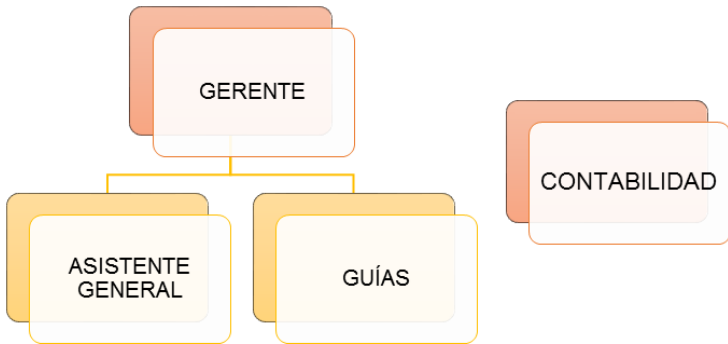 GERENTE
CONTABILIDAD
ASISTENTE
GENERAL
GUÍAS